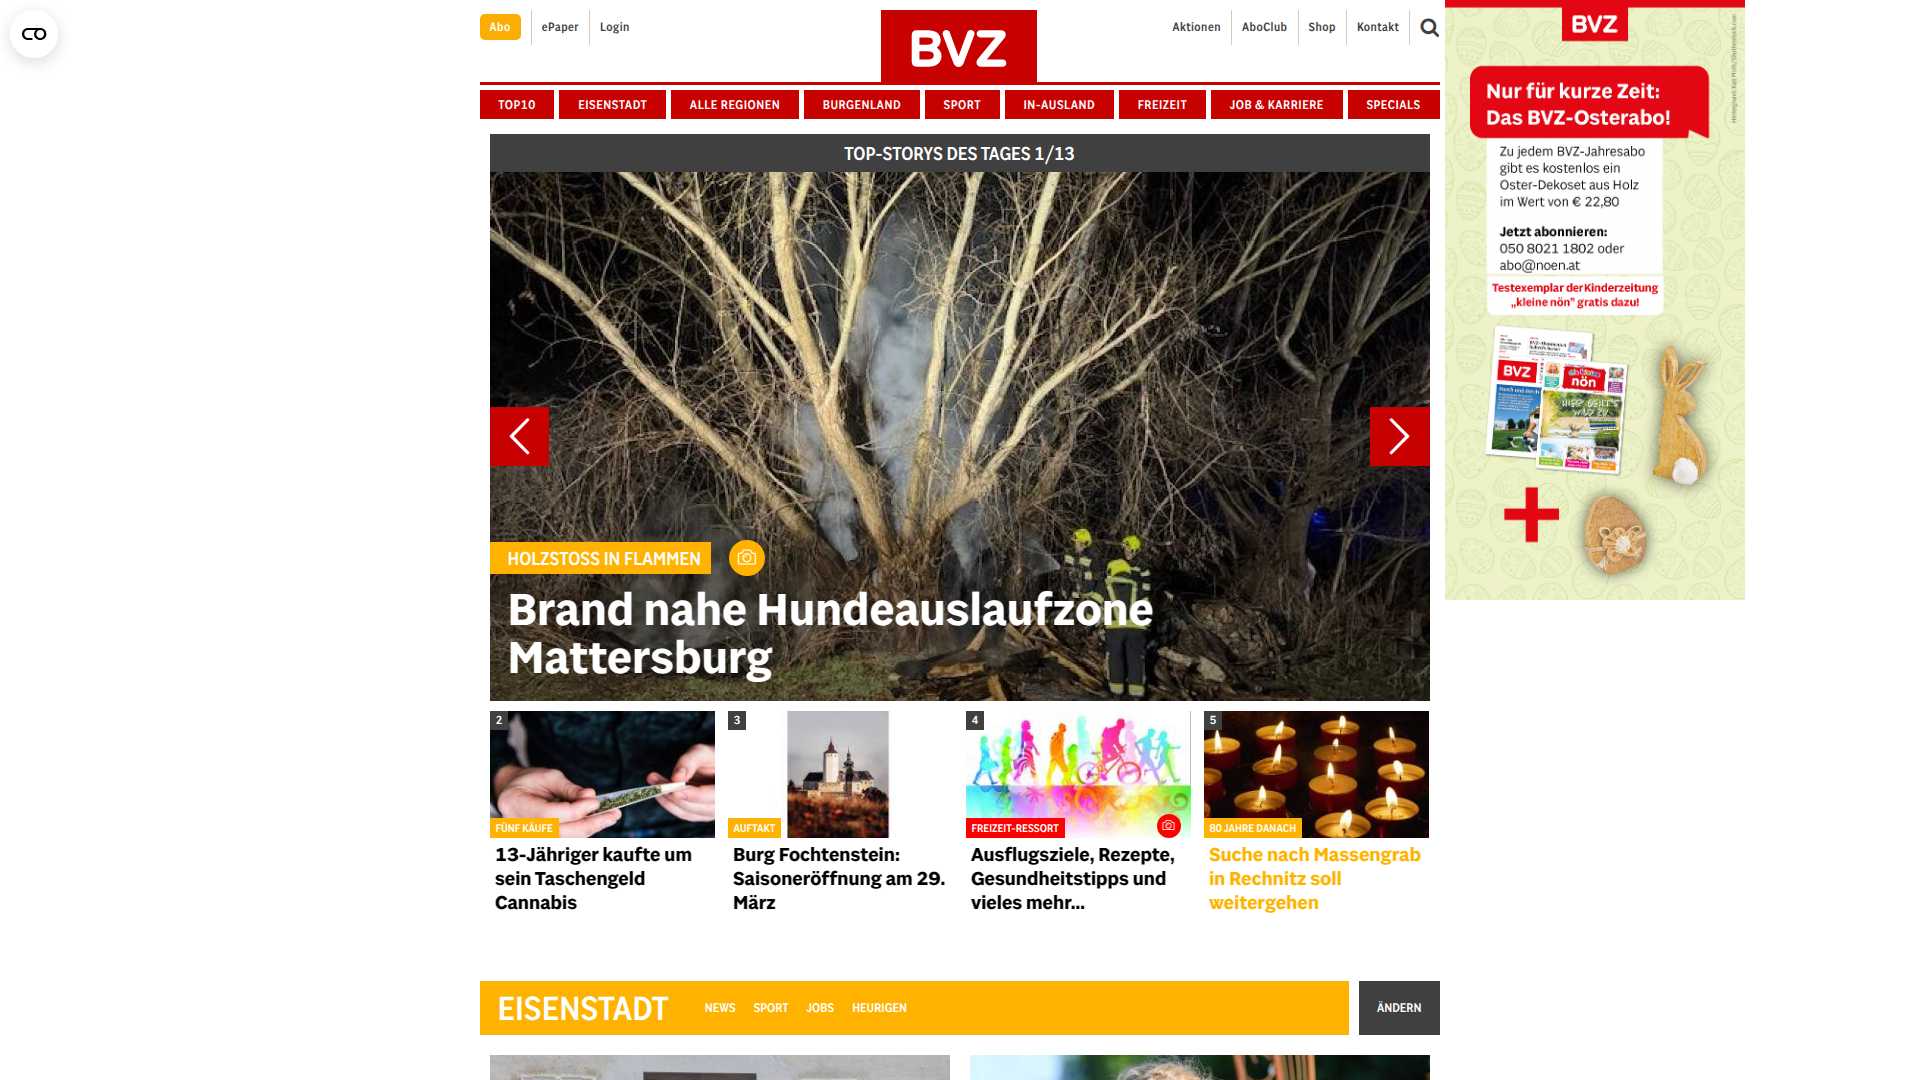 Abo
ePaper
Login
BVZ
Aktionen
AboClub
Shop
Kontakt
TOP10
EISENSTADT
ALLE REGIONEN
BURGENLAND
SPORT
IN-AUSLAND
FREIZEIT
JOB & KARRIERE
SPECIALS
TOP-STORYS DES TAGES 1/13
HOLZSTOSS IN FLAMMEN
Brand nahe Hundeauslaufzone
Mattersburg
2
FÜNF KÄUFE
13-Jähriger kaufte um
sein Taschengeld
Cannabis
3
AUFTAKT
Burg Fochtenstein:
Saisoneröffnung am 29.
März
4
FREIZEIT-RESSORT
Ausflugsziele, Rezepte,
Gesundheitstipps und
vieles mehr...
5
80 JAHRE DANACH
Suche nach Massengrab
in Rechnitz soll
weitergehen
EISENSTADT
NEWS
SPORT
JOBS
HEURIGEN
ÄNDERN
BVZ
Nur für kurze Zeit:
Das BVZ-Osterabo!
Zu jedem BVZ-Jahresabo
gibt es kostenlos ein
Oster-Dekoset aus Holz
im Wert von € 22,80
Jetzt abonnieren:
050 8021 1802 oder
abo@noen.at
Testexemplar der Kinderzeitung
„kleine nön" gratis dazu!
BVZ
nön